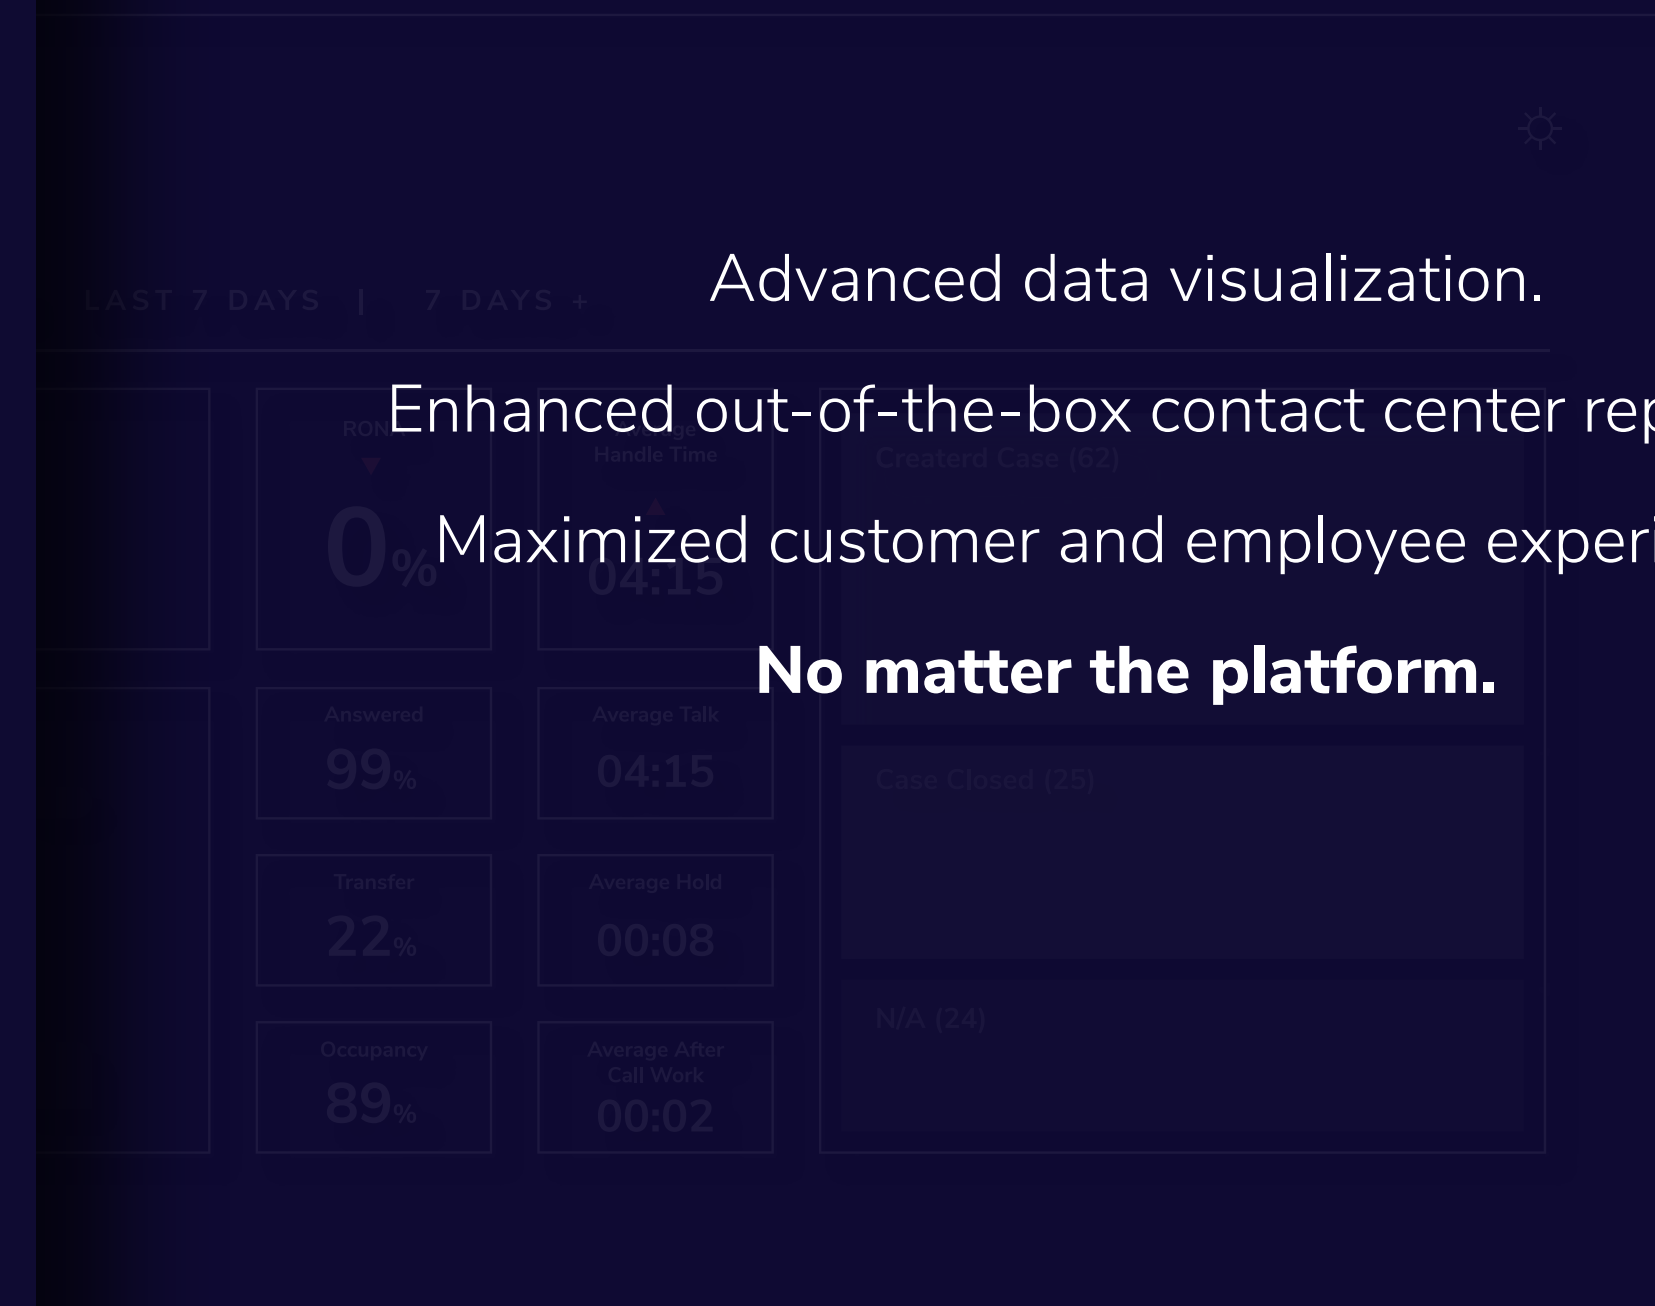 Advanced data visualization.
LAST 7 DAYS | 7 DAYS +
Enhanced out-of-the-box contact center rep
Maximized customer and employee experi
No matter the platform.
RONA
0%
Average
Handle Time
04:15
Createrd Case (62)
Answered
99%
Average Talk
04:15
Case Closed (25)
Transfer
22%
Average Hold
00:08
N/A (24)
Occupancy
89%
Average After
Call Work
00:02